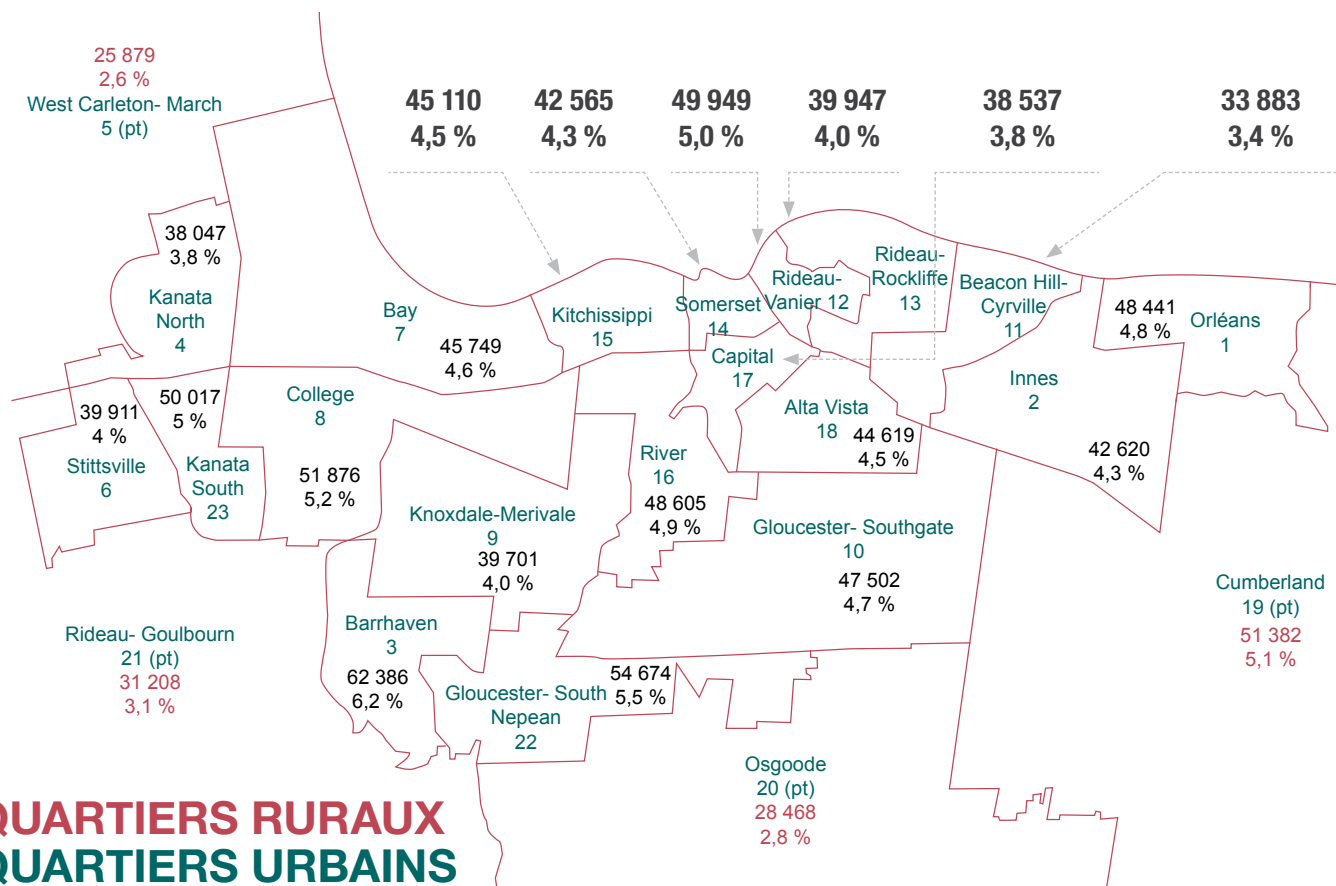 25 879
2,6 %
West Carleton- March
5 (pt)
45 110
4,5 %
42 565
4,3 %
49 949
5,0 %
39 947
4,0 %
38 537
3,8 %
33 883
3,4 %
38 047
3,8 %
Kanata
North
4
Bay
7
45 749
4,6 %
Kitchissippi
15
Somerset
14
Rideau-
Vanier 12
Rideau-
Rockliffe
13
Beacon Hill-
Cyrville
11
48 441
4,8 %
Orléans
1
Capital
17
Innes
2
42 620
4,3 %
39 911
4 %
Stittsville
6
50 017
5 %
Kanata
South
23
College
8
51 876
5,2 %
Alta Vista
18
44 619
4,5 %
River
16
48 605
4,9 %
Knoxdale-Merivale
9
39 701
4,0 %
Gloucester- Southgate
10
47 502
4,7 %
Cumberland
19 (pt)
51 382
5,1 %
Rideau- Goulbourn
21 (pt)
31 208
3,1 %
Barrhaven
3
62 386
6,2 %
Gloucester- South
Nepean
22
54 674
5,5 %
Osgoode
20 (pt)
28 468
2,8 %
QUARTIERS RURAUX
QUARTIERS URBAINS